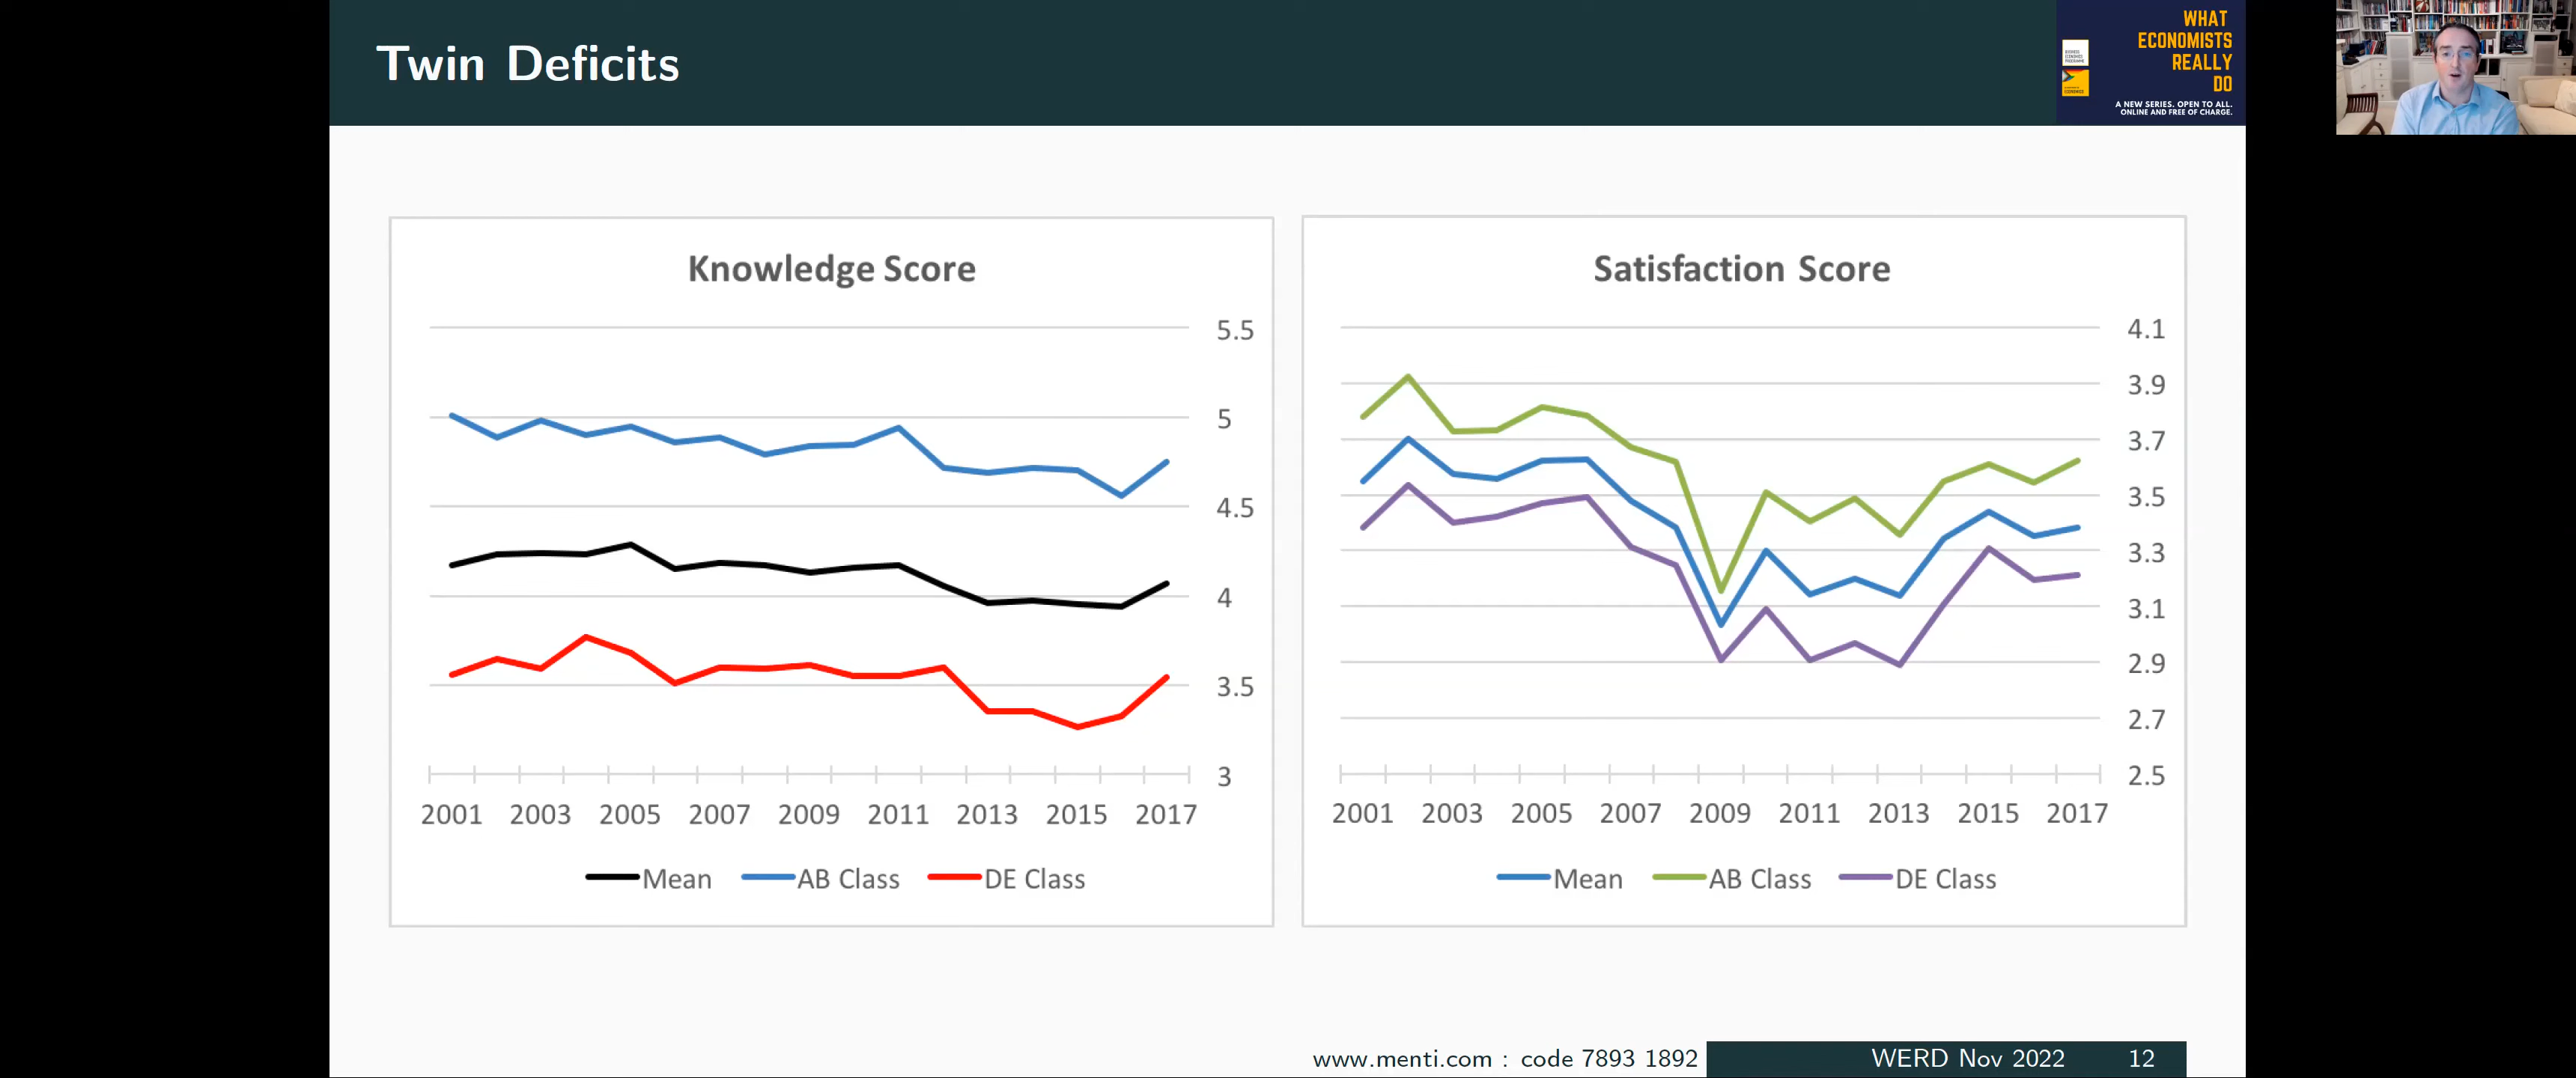 Twin Deficits
WHAT
ECONOMISTS
REALLY
DO
A NEW SERIES. OPEN TO ALL.
ONLINE AND FREE OF CHARGE.
Knowledge Score
5.5
5
4.5
4
3.5
3
2001 2003 2005 2007 2009 2011 2013 2015 2017
Mean AB Class DE Class
Satisfaction Score
4.1
3.9
3.7
3.5
3.3
3.1
2.9
2.7
2.5
2001 2003 2005 2007 2009 2011 2013 2015 2017
Mean AB Class DE Class
www.menti.com : code 7893 1892 WERD Nov 2022 12